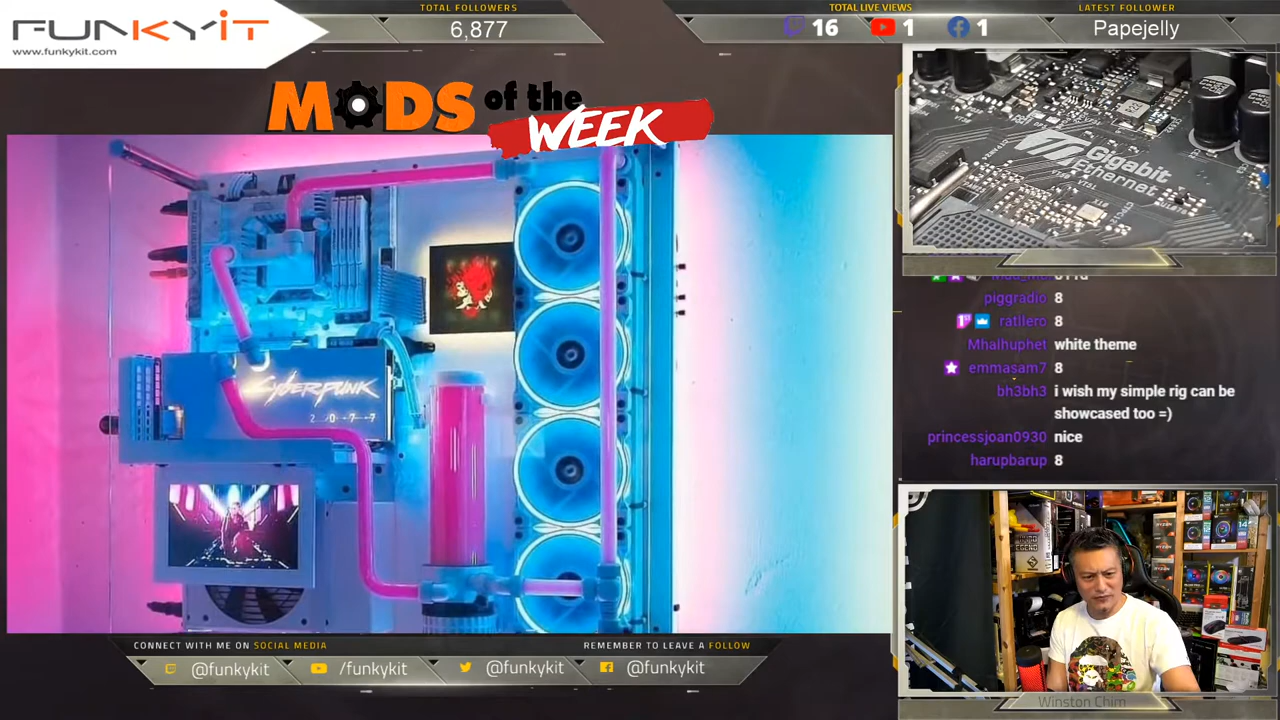 FUNKYIT
www.funkykit.com
TOTAL FOLLOWERS
6,877
TOTAL LIVE VIEWS
16
1
1
LATEST FOLLOWER
Papejelly
MODS of the
WEEK
CYBERPUNK
2077
Gigabit
Ethernet
piggradio 8
ratilero 8
Mhalhuphet white theme
emmasam7 8
bh3bh3 i wish my simple rig can be
showcased too =)
princessjoan0930 nice
harupbarup 8
CONNECT WITH ME ON SOCIAL MEDIA
REMEMBER TO LEAVE A FOLLOW
@funkykit
/funkykit
@funkykit
@funkykit
Winston Chim